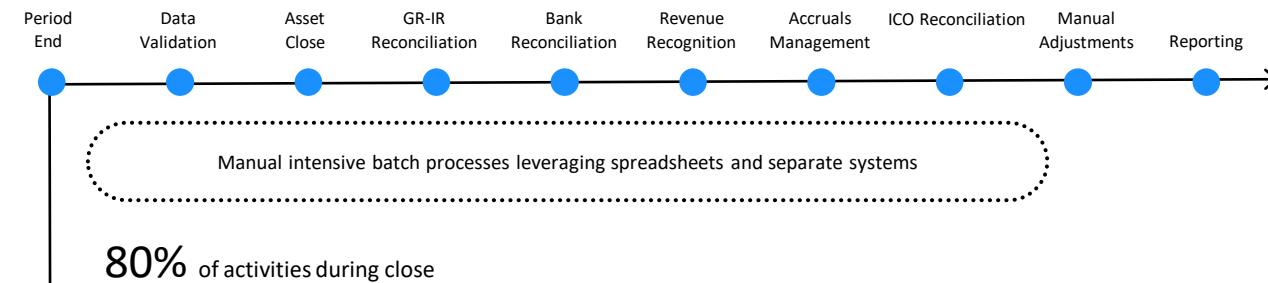 Period
End
Data
Validation
Asset
Close
GR-IR
Reconciliation
Bank
Reconciliation
Revenue
Recognition
Accruals
Management
ICO Reconciliation
Manual
Adjustments
Reporting
Manual intensive batch processes leveraging spreadsheets and separate systems
80% of activities during close